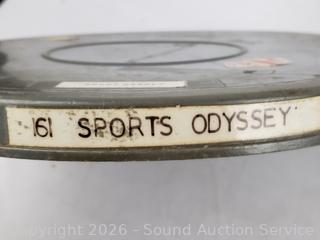 161 SPORTS ODYSSEY
Copyright 2026 - Sound Auction Service